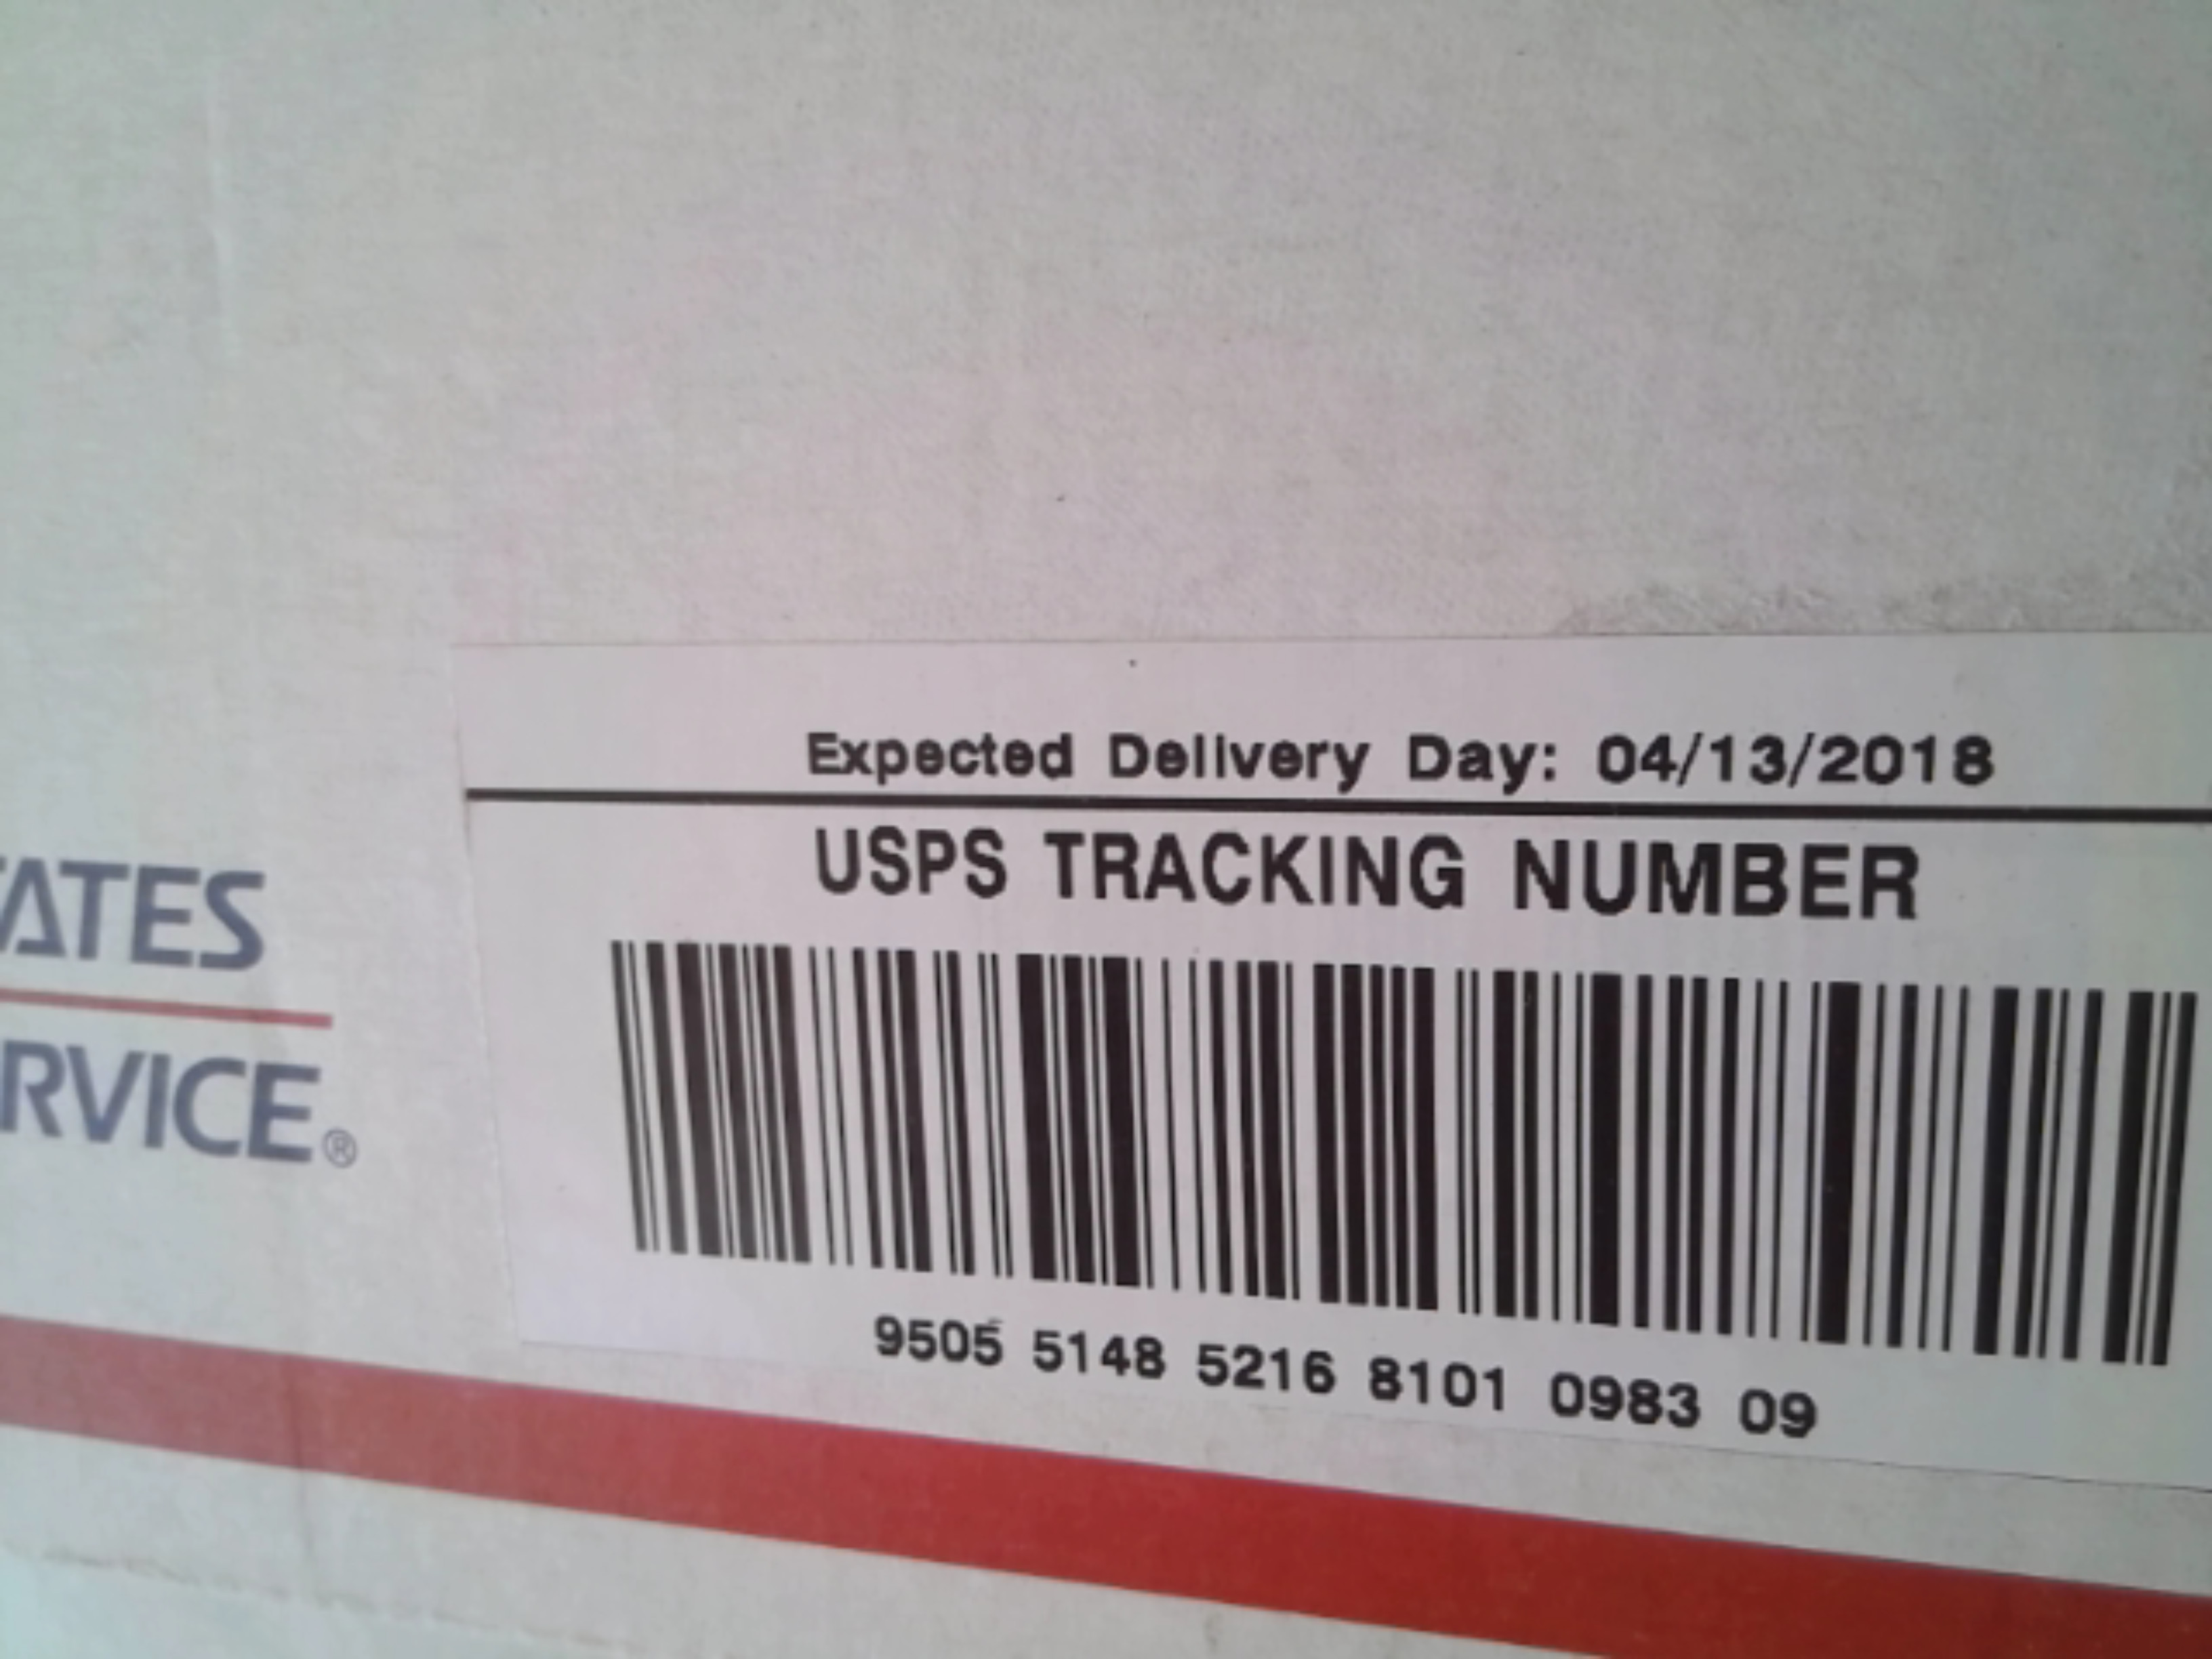 Expected Delivery Day: 04/13/2018
USPS TRACKING NUMBER
9505 5148 5216 8101 0983 09
ATES
RVICE®